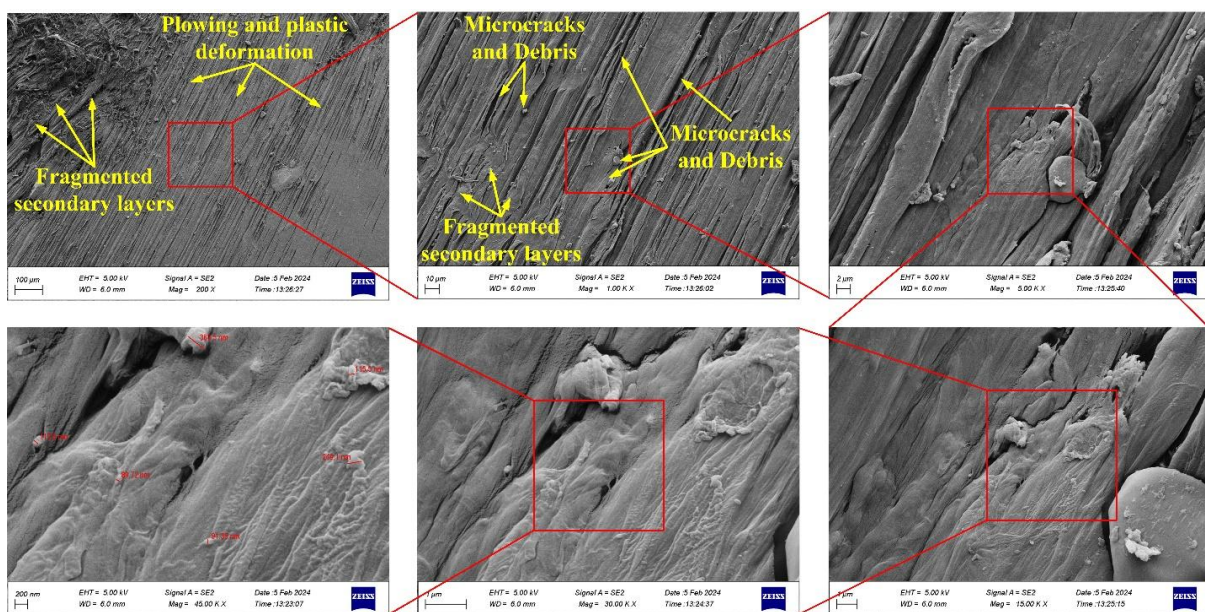 Plowing and plastic
deformation
Fragmented
secondary layers
100 µm
EHT = 5.00 kV
WD = 6.0 mm
Signal A = SE2
Mag = 200 X
Date :5 Feb 2024
Time :13:26:27
ZEISS
Microcracks
and Debris
Microcracks
and Debris
Fragmented
secondary layers
10 µm
EHT = 5.00 kV
WD = 6.0 mm
Signal A = SE2
Mag = 1.00 K X
Date :5 Feb 2024
Time :13:26:02
ZEISS
2 µm
EHT = 5.00 kV
WD = 6.0 mm
Signal A = SE2
Mag = 5.00 K X
Date :5 Feb 2024
Time :13:25:40
ZEISS
200 nm
EHT = 5.00 kV
WD = 6.0 mm
Signal A = SE2
Mag = 45.00 K X
Date :5 Feb 2024
Time :13:23:07
ZEISS
1 µm
EHT = 5.00 kV
WD = 6.0 mm
Signal A = SE2
Mag = 30.00 K X
Date :5 Feb 2024
Time :13:24:37
ZEISS
EHT = 5.00 kV
WD = 6.0 mm
Signal A = SE2
Mag = 15.00 K X
Date :5 Feb 2024
Time :13:25:15
ZEISS